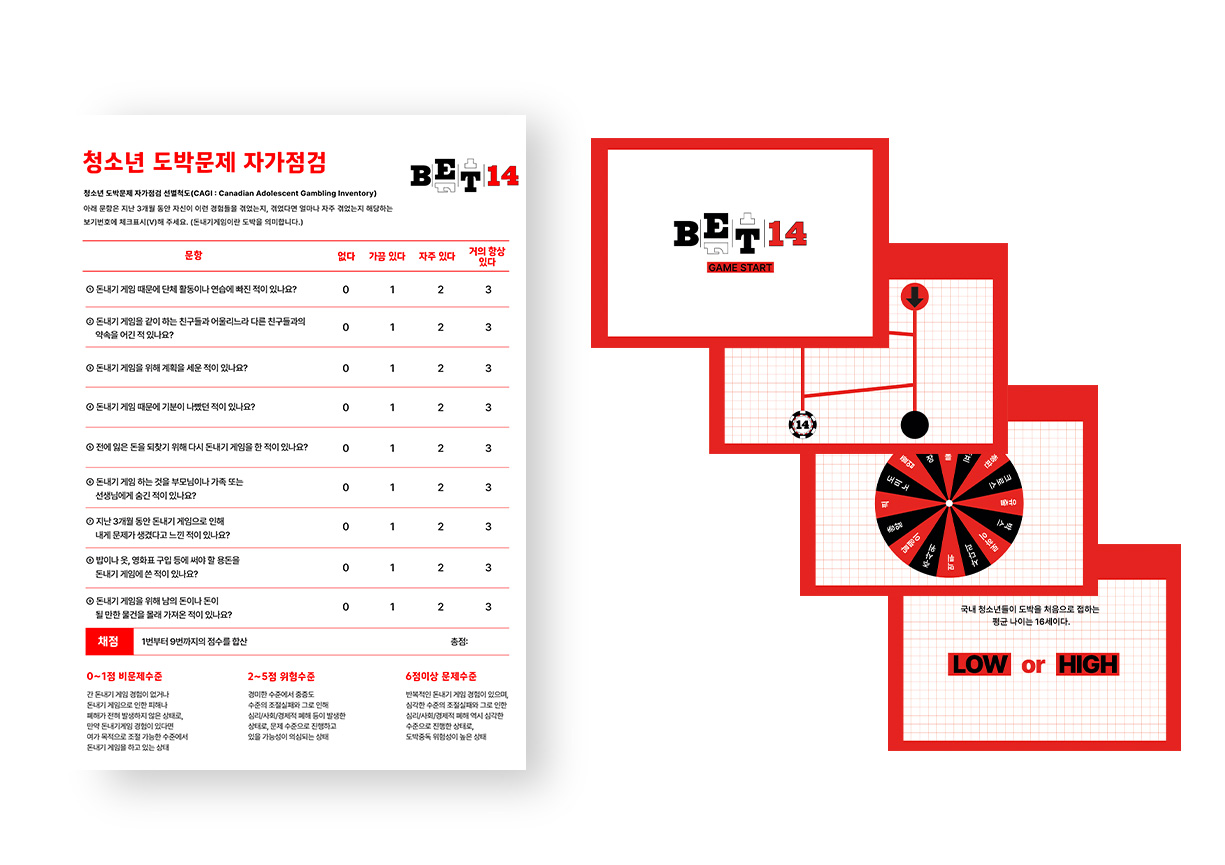 청소년 도박문제 자가점검
BET14
청소년 도박문제 자가점검 선별척도(CAGI : Canadian Adolescent Gambling Inventory)
아래 문항은 지난 3개월 동안 자신이 이런 경험들을 겪었는지, 겪었다면 얼마나 자주 겪었는지 해당하는
보기번호에 체크표시(V)해 주세요. (돈내기게임이란 도박을 의미합니다.)
문항 없다 가끔 있다 자주 있다 거의 항상
있다
① 돈내기 게임 때문에 단체 활동이나 연습에 빠진 적이 있나요? 0 1 2 3
② 돈내기 게임을 같이 하는 친구들과 어울리느라 다른 친구들과의
약속을 어긴 적 있나요? 0 1 2 3
③ 돈내기 게임을 위해 계획을 세운 적이 있나요? 0 1 2 3
④ 돈내기 게임 때문에 기분이 나빴던 적이 있나요? 0 1 2 3
⑤ 전에 잃은 돈을 되찾기 위해 다시 돈내기 게임을 한 적이 있나요? 0 1 2 3
⑥ 돈내기 게임 하는 것을 부모님이나 가족 또는
선생님에게 숨긴 적이 있나요? 0 1 2 3
⑦ 지난 3개월 동안 돈내기 게임으로 인해
내게 문제가 생겼다고 느낀 적이 있나요? 0 1 2 3
⑧ 밥이나 옷, 영화표 구입 등에 써야 할 용돈을
돈내기 게임에 쓴 적이 있나요? 0 1 2 3
⑨ 돈내기 게임을 위해 남의 돈이나 돈이
될 만한 물건을 몰래 가져온 적이 있나요? 0 1 2 3
채점 1번부터 9번까지의 점수를 합산 총점:
0~1점 비문제수준
간 돈내기 게임 경험이 없거나
돈내기 게임으로 인한 피해나
폐해가 전혀 발생하지 않은 상태로,
만약 돈내기게임 경험이 있다면
여가 목적으로 조절 가능한 수준에서
돈내기 게임을 하고 있는 상태
2~5점 위험수준
경미한 수준에서 중증도
수준의 조절실패와 그로 인해
심리/사회/경제적 폐해 등이 발생한
상태로, 문제 수준으로 진행하고
있을 가능성이 의심되는 상태
6점이상 문제수준
반복적인 돈내기 게임 경험이 있으며,
심각한 수준의 조절실패와 그로 인한
심리/사회/경제적 폐해 역시 심각한
수준으로 진행한 상태로,
도박중독 위험성이 높은 상태
BET14
GAME START
14
국내 청소년들이 도박을 처음으로 접하는
평균 나이는 16세이다.
LOW or HIGH